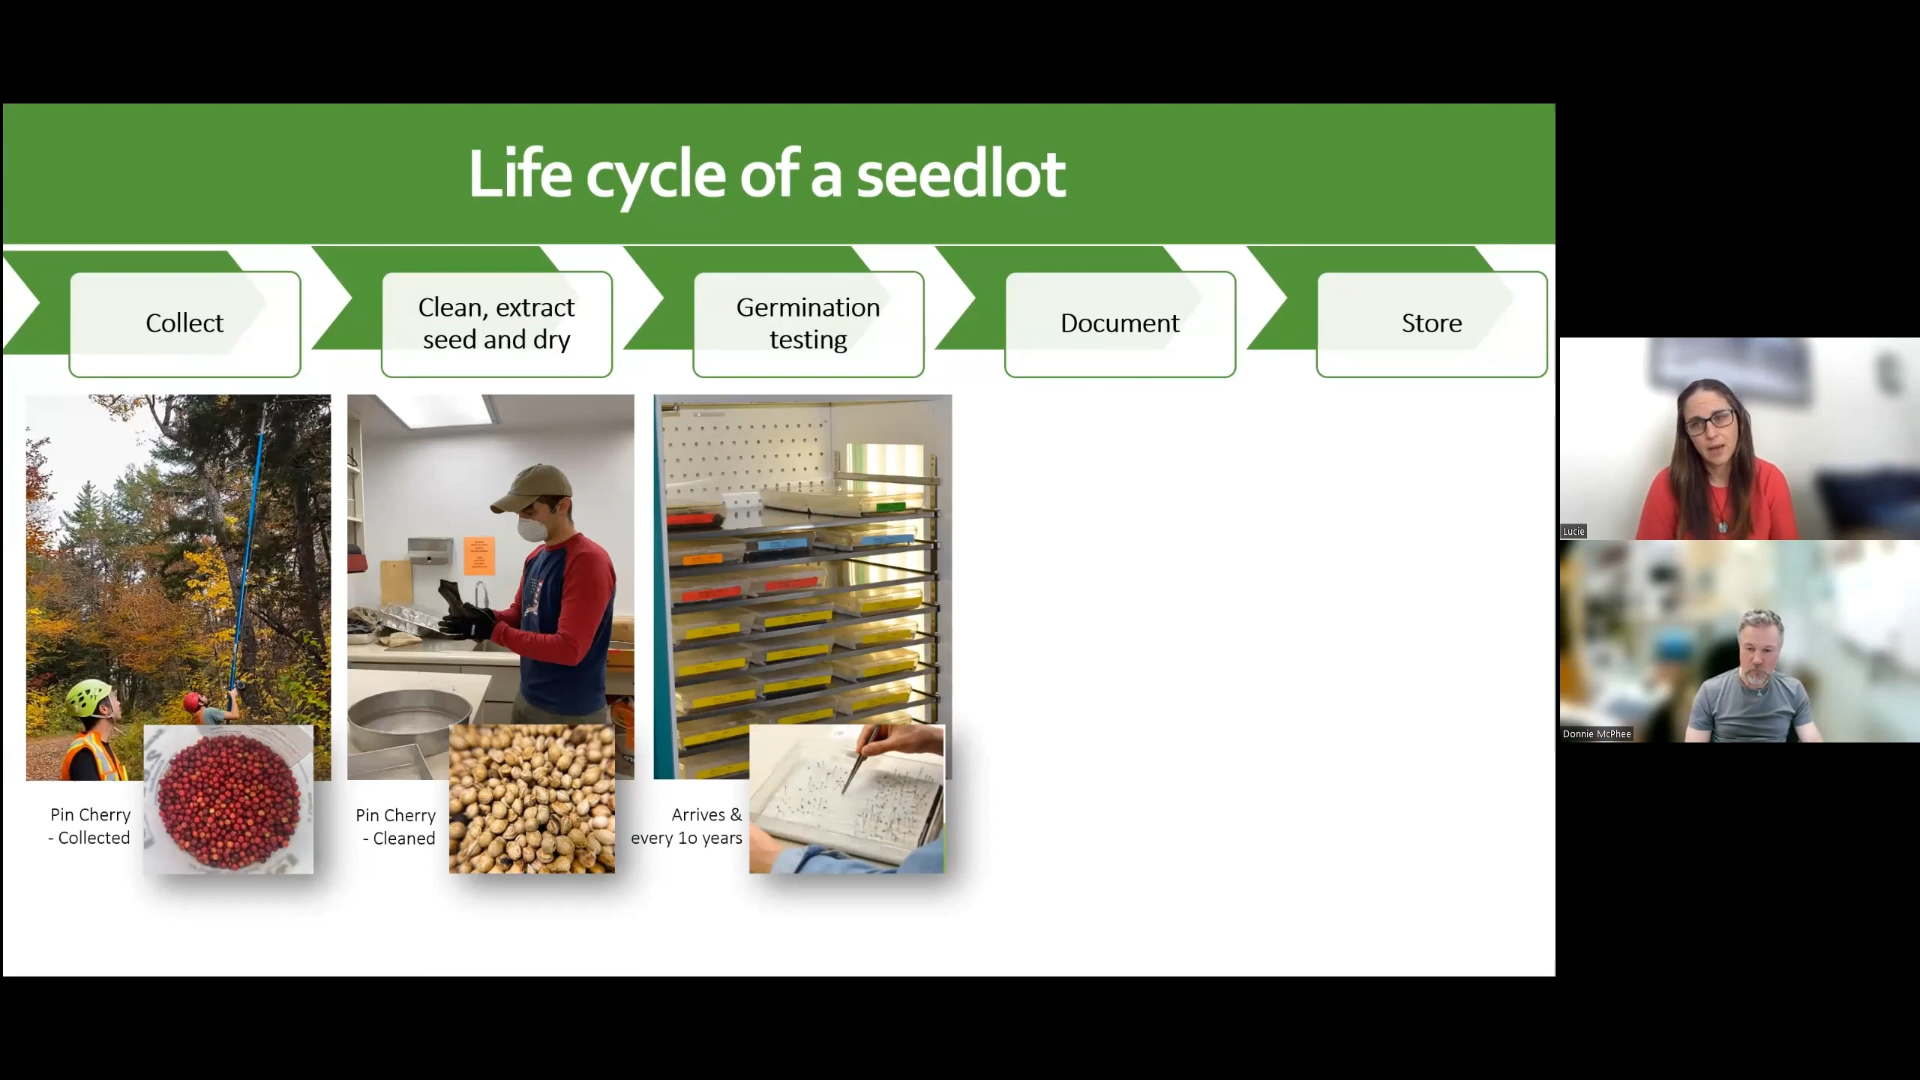 Life cycle of a seedlot
Collect
Clean, extract
seed and dry
Germination
testing
Document
Store
Pin Cherry
- Collected
Pin Cherry
- Cleaned
Arrives &
every 1o years
Lucie
Donnie McPhee